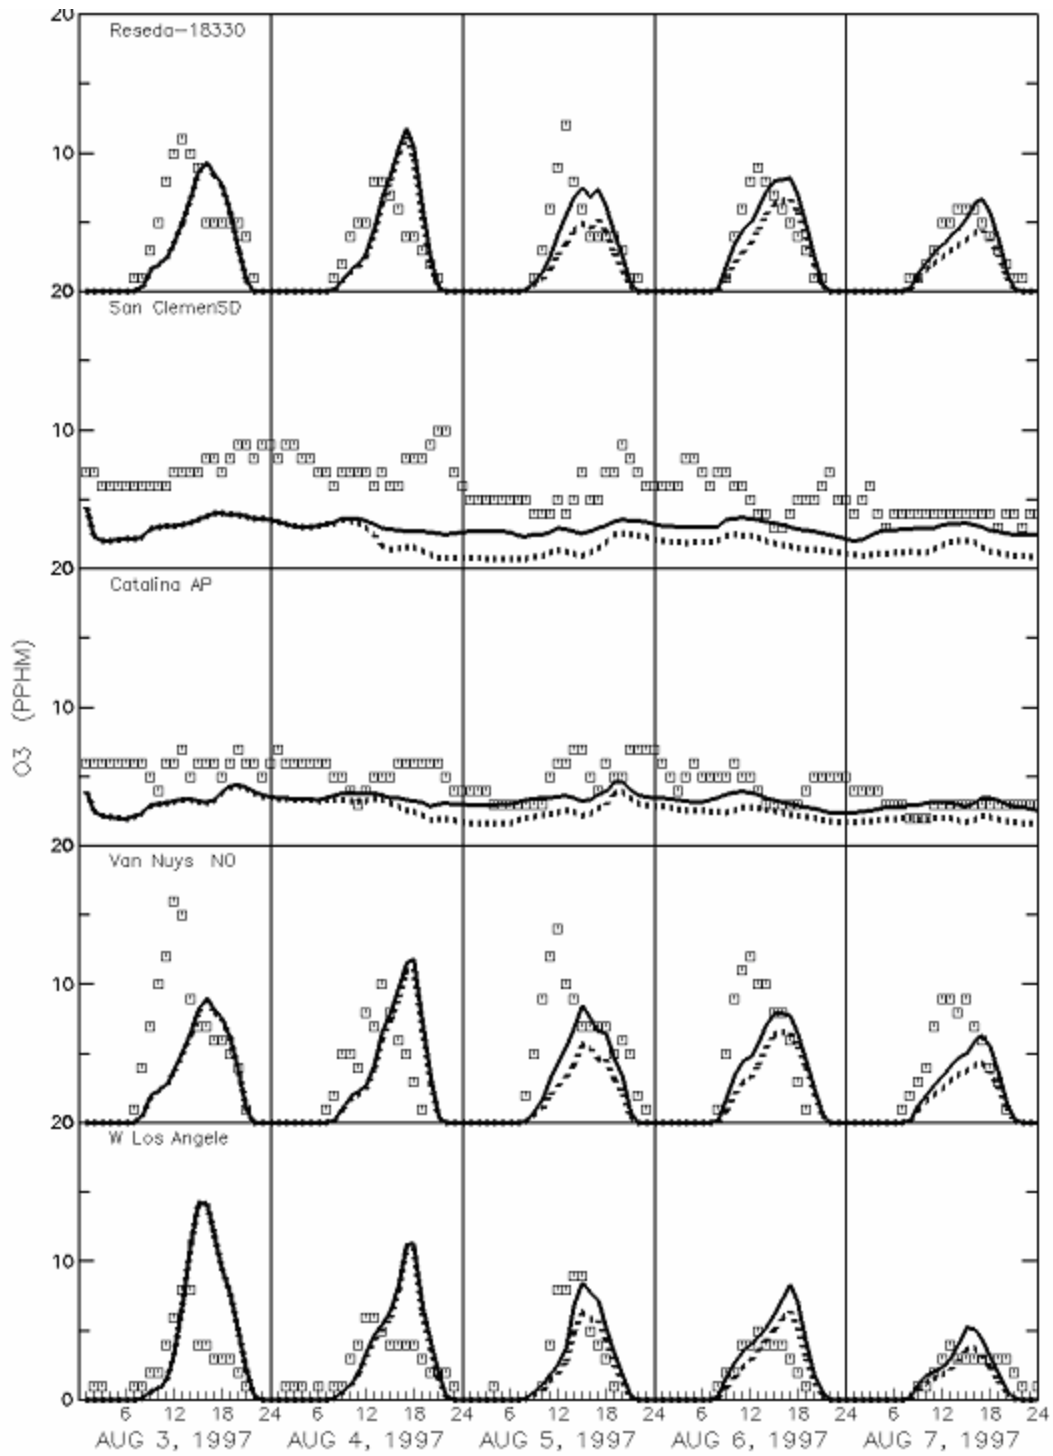 20
Reseda-18330
10
20
San ClemenSD
10
20
Catalina AP
10
O3 (PPHM)
20
Van Nuys NO
10
20
W Los Angele
10
0
6 12 18 24 6 12 18 24 6 12 18 24 6 12 18 24 6 12 18 24
AUG 3, 1997 AUG 4, 1997 AUG 5, 1997 AUG 6, 1997 AUG 7, 1997